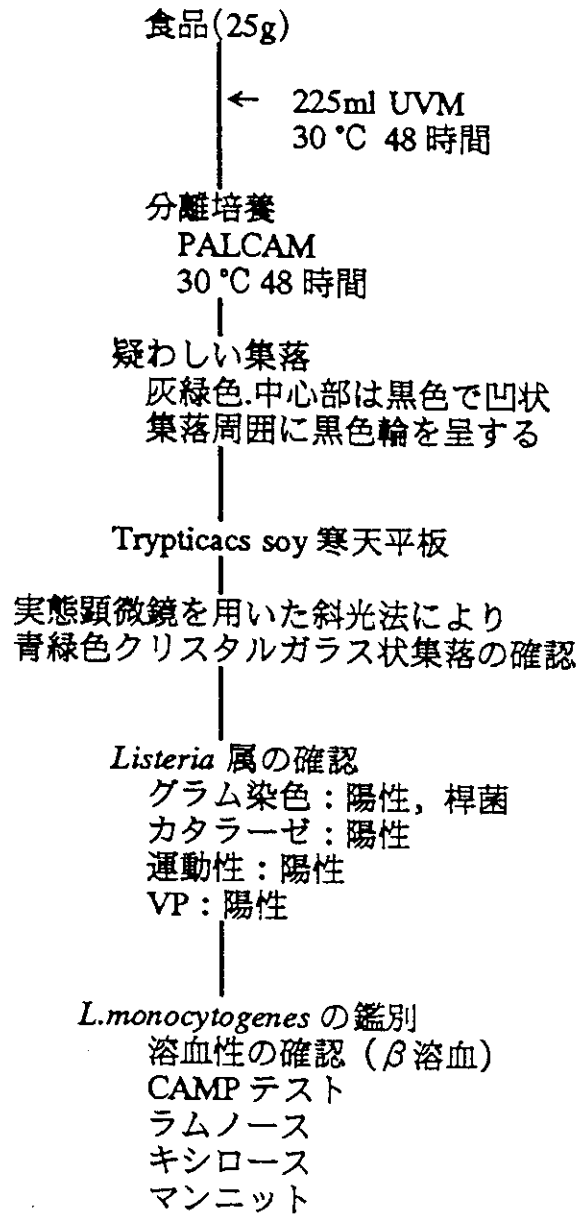 食品(25g)
← 225ml UVM
30 ℃ 48 時間
分離培養
PALCAM
30 ℃ 48 時間
疑わしい集落
灰緑色.中心部は黒色で凹状
集落周囲に黒色輪を呈する
Trypticacs soy 寒天平板
実態顕微鏡を用いた斜光法により
青緑色クリスタルガラス状集落の確認
Listeria 属の確認
グラム染色：陽性，桿菌
カタラーゼ：陽性
運動性：陽性
VP：陽性
L.monocytogenes の鑑別
溶血性の確認（β溶血）
CAMP テスト
ラムノース
キシロース
マンニット